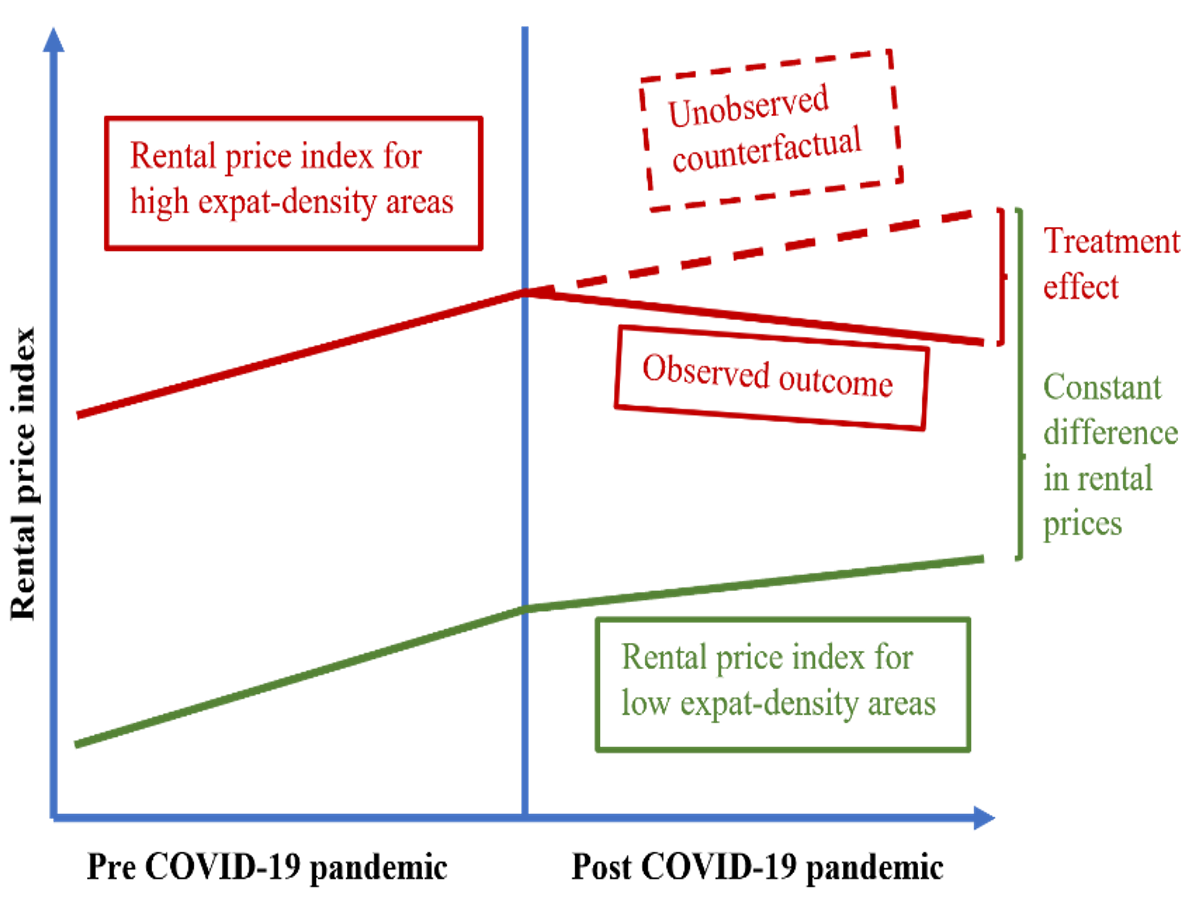 Rental price index for
high expat-density areas
Unobserved
counterfactual
Treatment
effect
Observed outcome
Constant
difference
in rental
prices
Rental price index for
low expat-density areas
Rental price index
Pre COVID-19 pandemic
Post COVID-19 pandemic